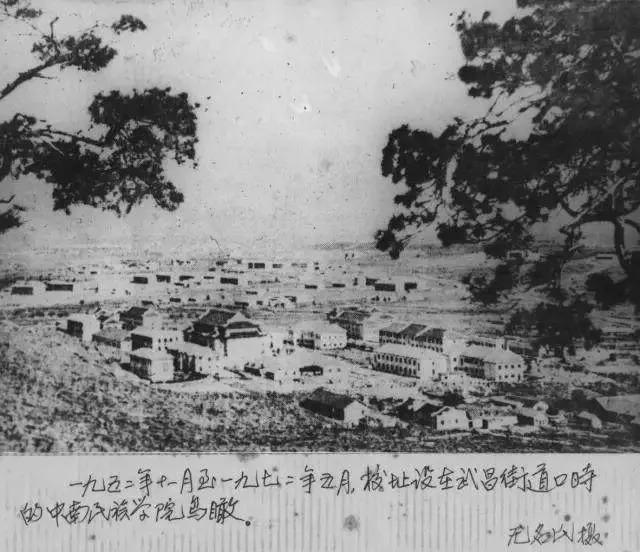 一九五二年十一月至一九七二年五月，校址设在武昌街道口時
的中南民族学院鸟瞰。
无名氏摄